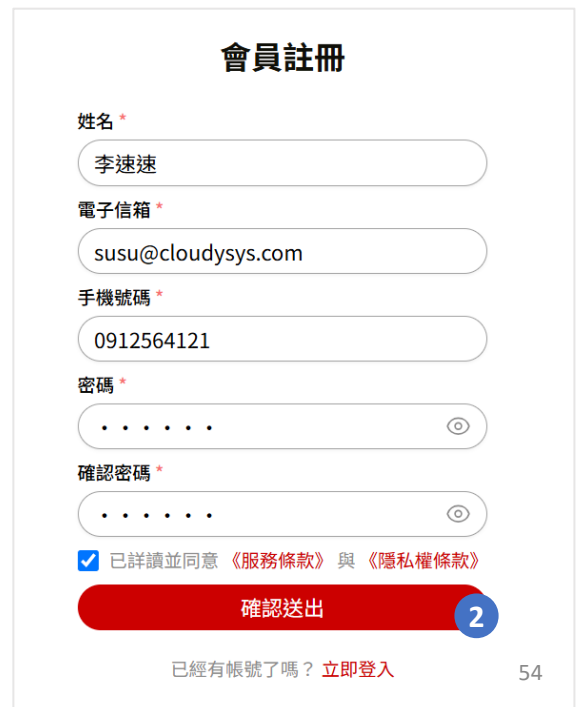 會員註冊
姓名 *
李速速
電子信箱 *
susu@cloudysys.com
手機號碼 *
0912564121
密碼 *
••••••
確認密碼 *
••••••
已詳讀並同意 《服務條款》 與 《隱私權條款》
確認送出
2
已經有帳號了嗎？ 立即登入
54